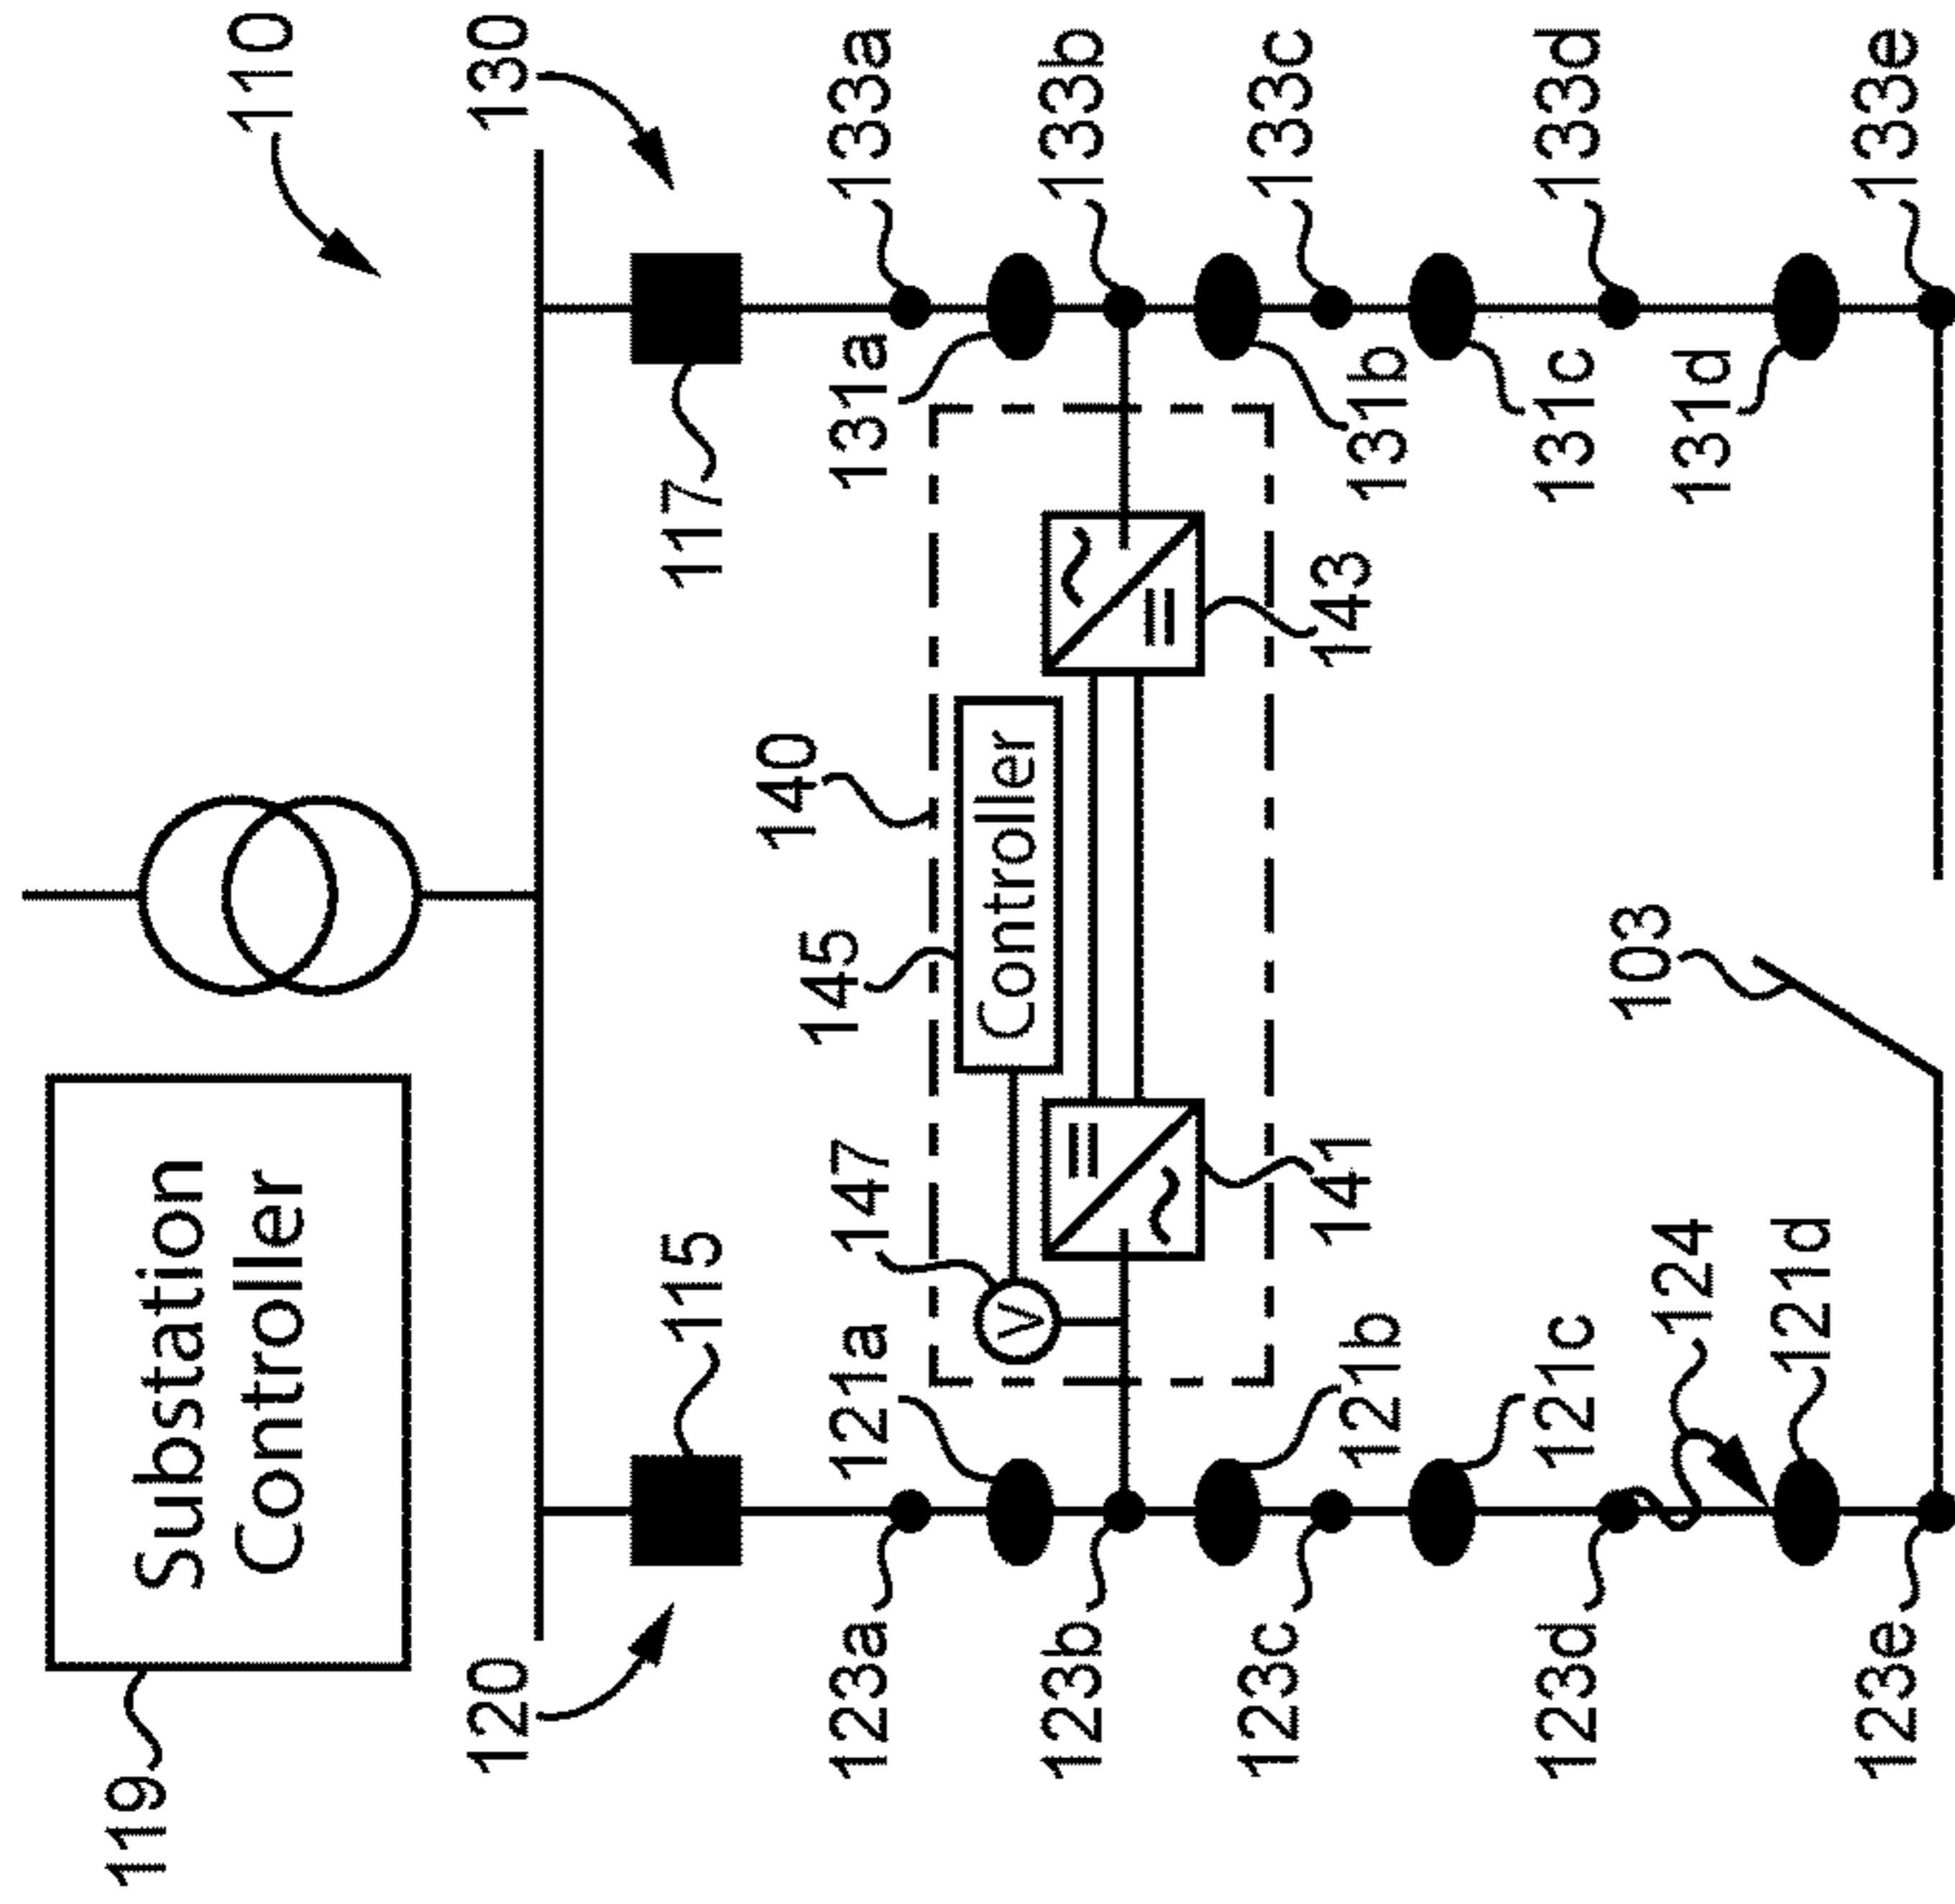 119
Substation
Controller
110
120
130
115
117
123a
121a
147
145
140
131a
133a
V
Controller
123b
133b
123c
121b
141
143
131b
133c
123d
121c
131c
133d
124
103
121d
131d
123e
133e